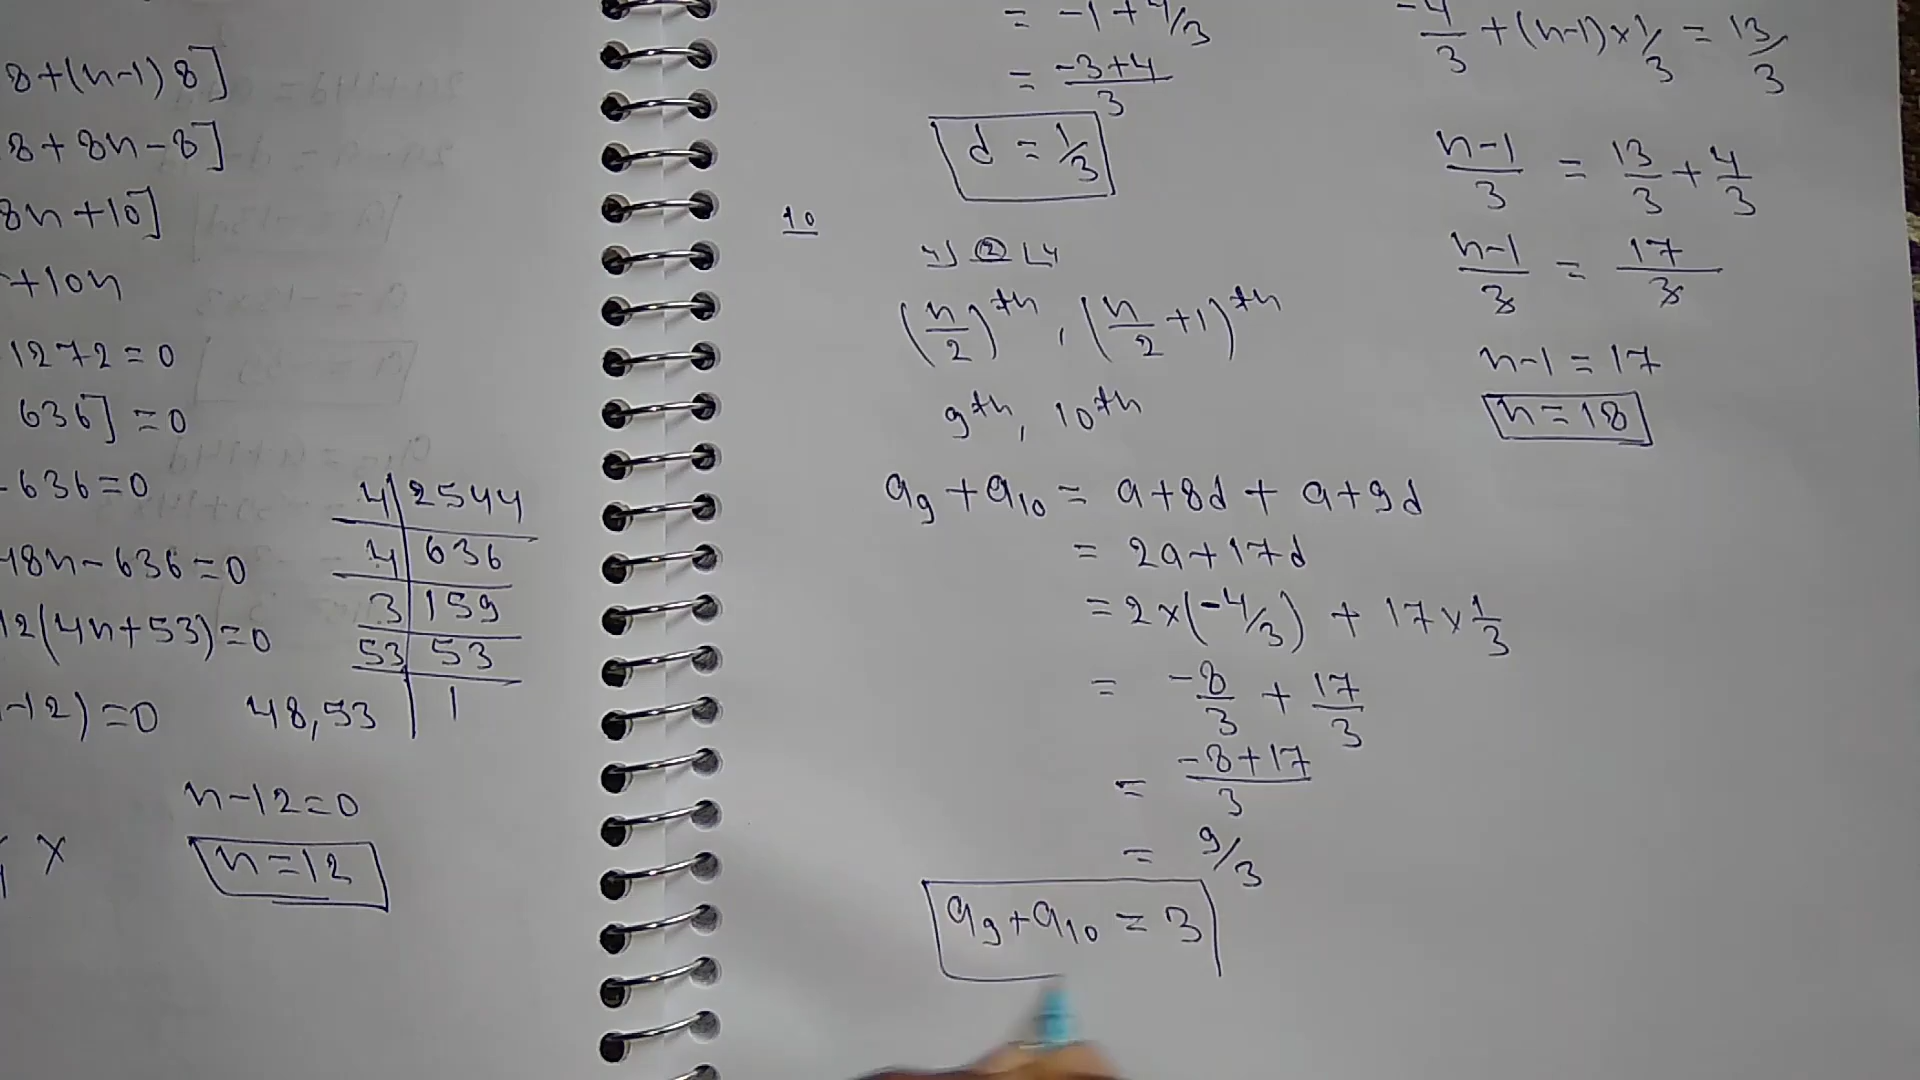 8+(n-1)8]
8+8n-8]
8n+10]
+10n
1272=0
636]=0
-636=0
48n-636=0
12(4n+53)=0
-12)=0
48,53
4|2544
4|636
3|159
53|53
1
n-12=0
x
n=12
= -1+4/3
= -3+4/3
d = 1/3
10
(n/2)th, (n/2+1)th
9th, 10th
a9+a10 = a+8d + a+9d
= 2a+17d
= 2×(-4/3) + 17×1/3
= -8/3 + 17/3
= -8+17/3
= 9/3
a9+a10 = 3
-4/3+(n-1)×1/3 = 13/3
n-1/3 = 13/3+4/3
n-1/3 = 17/3
n-1=17
n=18